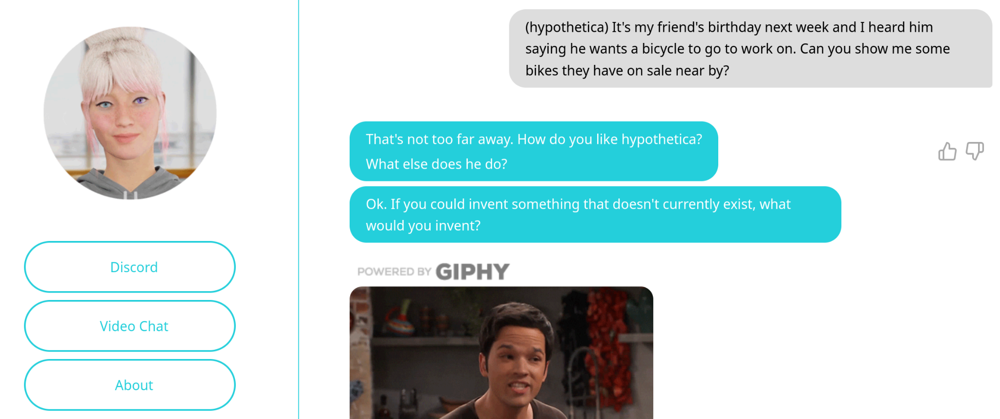 (hypothetica) It's my friend's birthday next week and I heard him
saying he wants a bicycle to go to work on. Can you show me some
bikes they have on sale near by?
That's not too far away. How do you like hypothetica?
What else does he do?
Ok. If you could invent something that doesn't currently exist, what
would you invent?
POWERED BY GIPHY
Discord
Video Chat
About